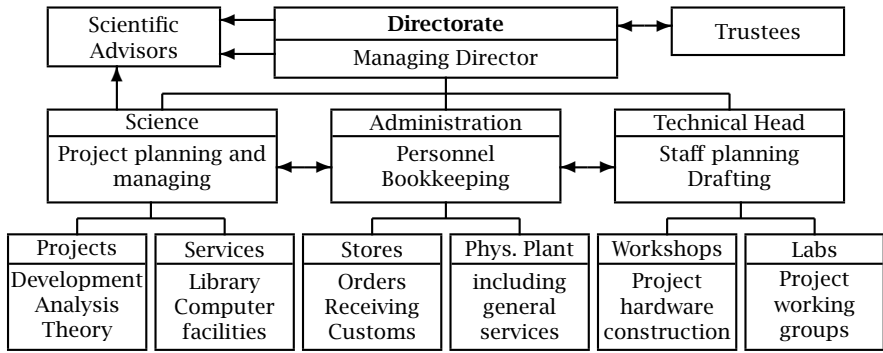 Scientific
Advisors
Directorate
Managing Director
Trustees
Science
Project planning and
managing
Administration
Personnel
Bookkeeping
Technical Head
Staff planning
Drafting
Projects
Development
Analysis
Theory
Services
Library
Computer
facilities
Stores
Orders
Receiving
Customs
Phys. Plant
including
general
services
Workshops
Project
hardware
construction
Labs
Project
working
groups